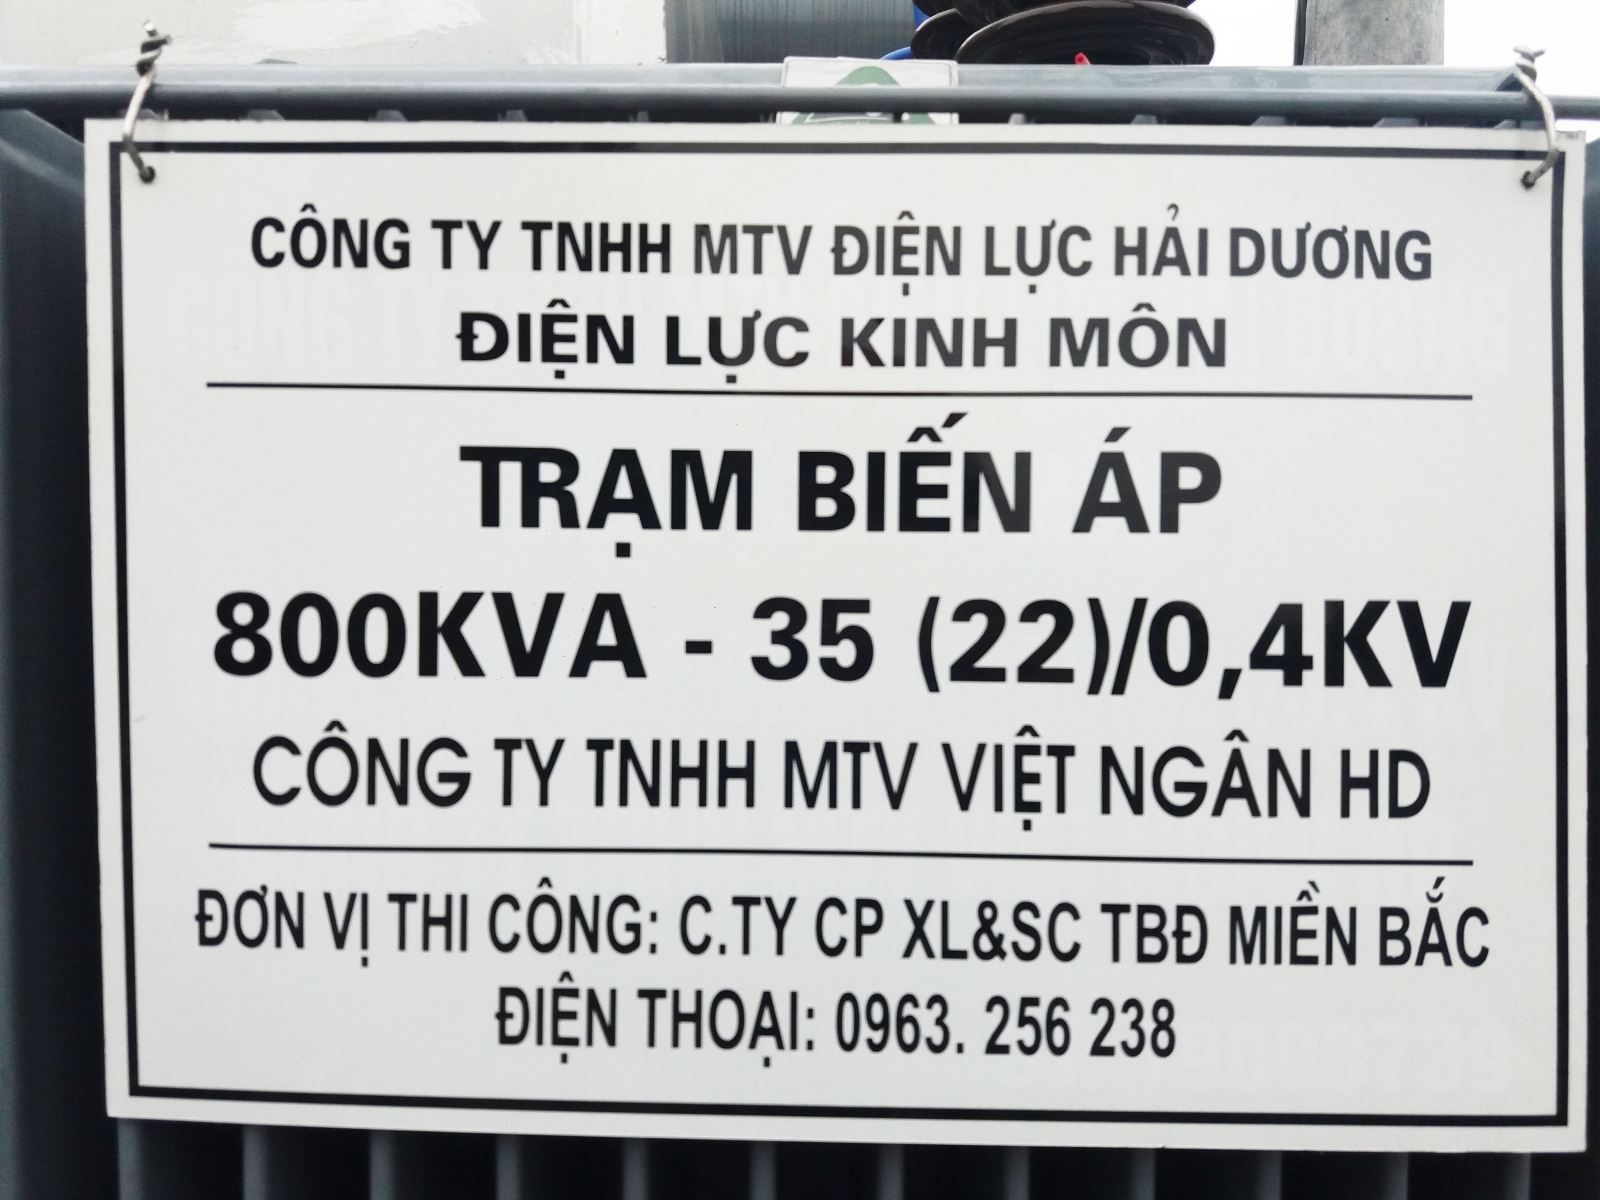 CÔNG TY TNHH MTV ĐIỆN LỰC HẢI DƯƠNG
ĐIỆN LỰC KINH MÔN
TRẠM BIẾN ÁP
800KVA - 35 (22)/0,4KV
CÔNG TY TNHH MTV VIỆT NGÂN HD
ĐƠN VỊ THI CÔNG: C.TY CP XL&SC TBĐ MIỀN BẮC
ĐIỆN THOẠI: 0963. 256 238